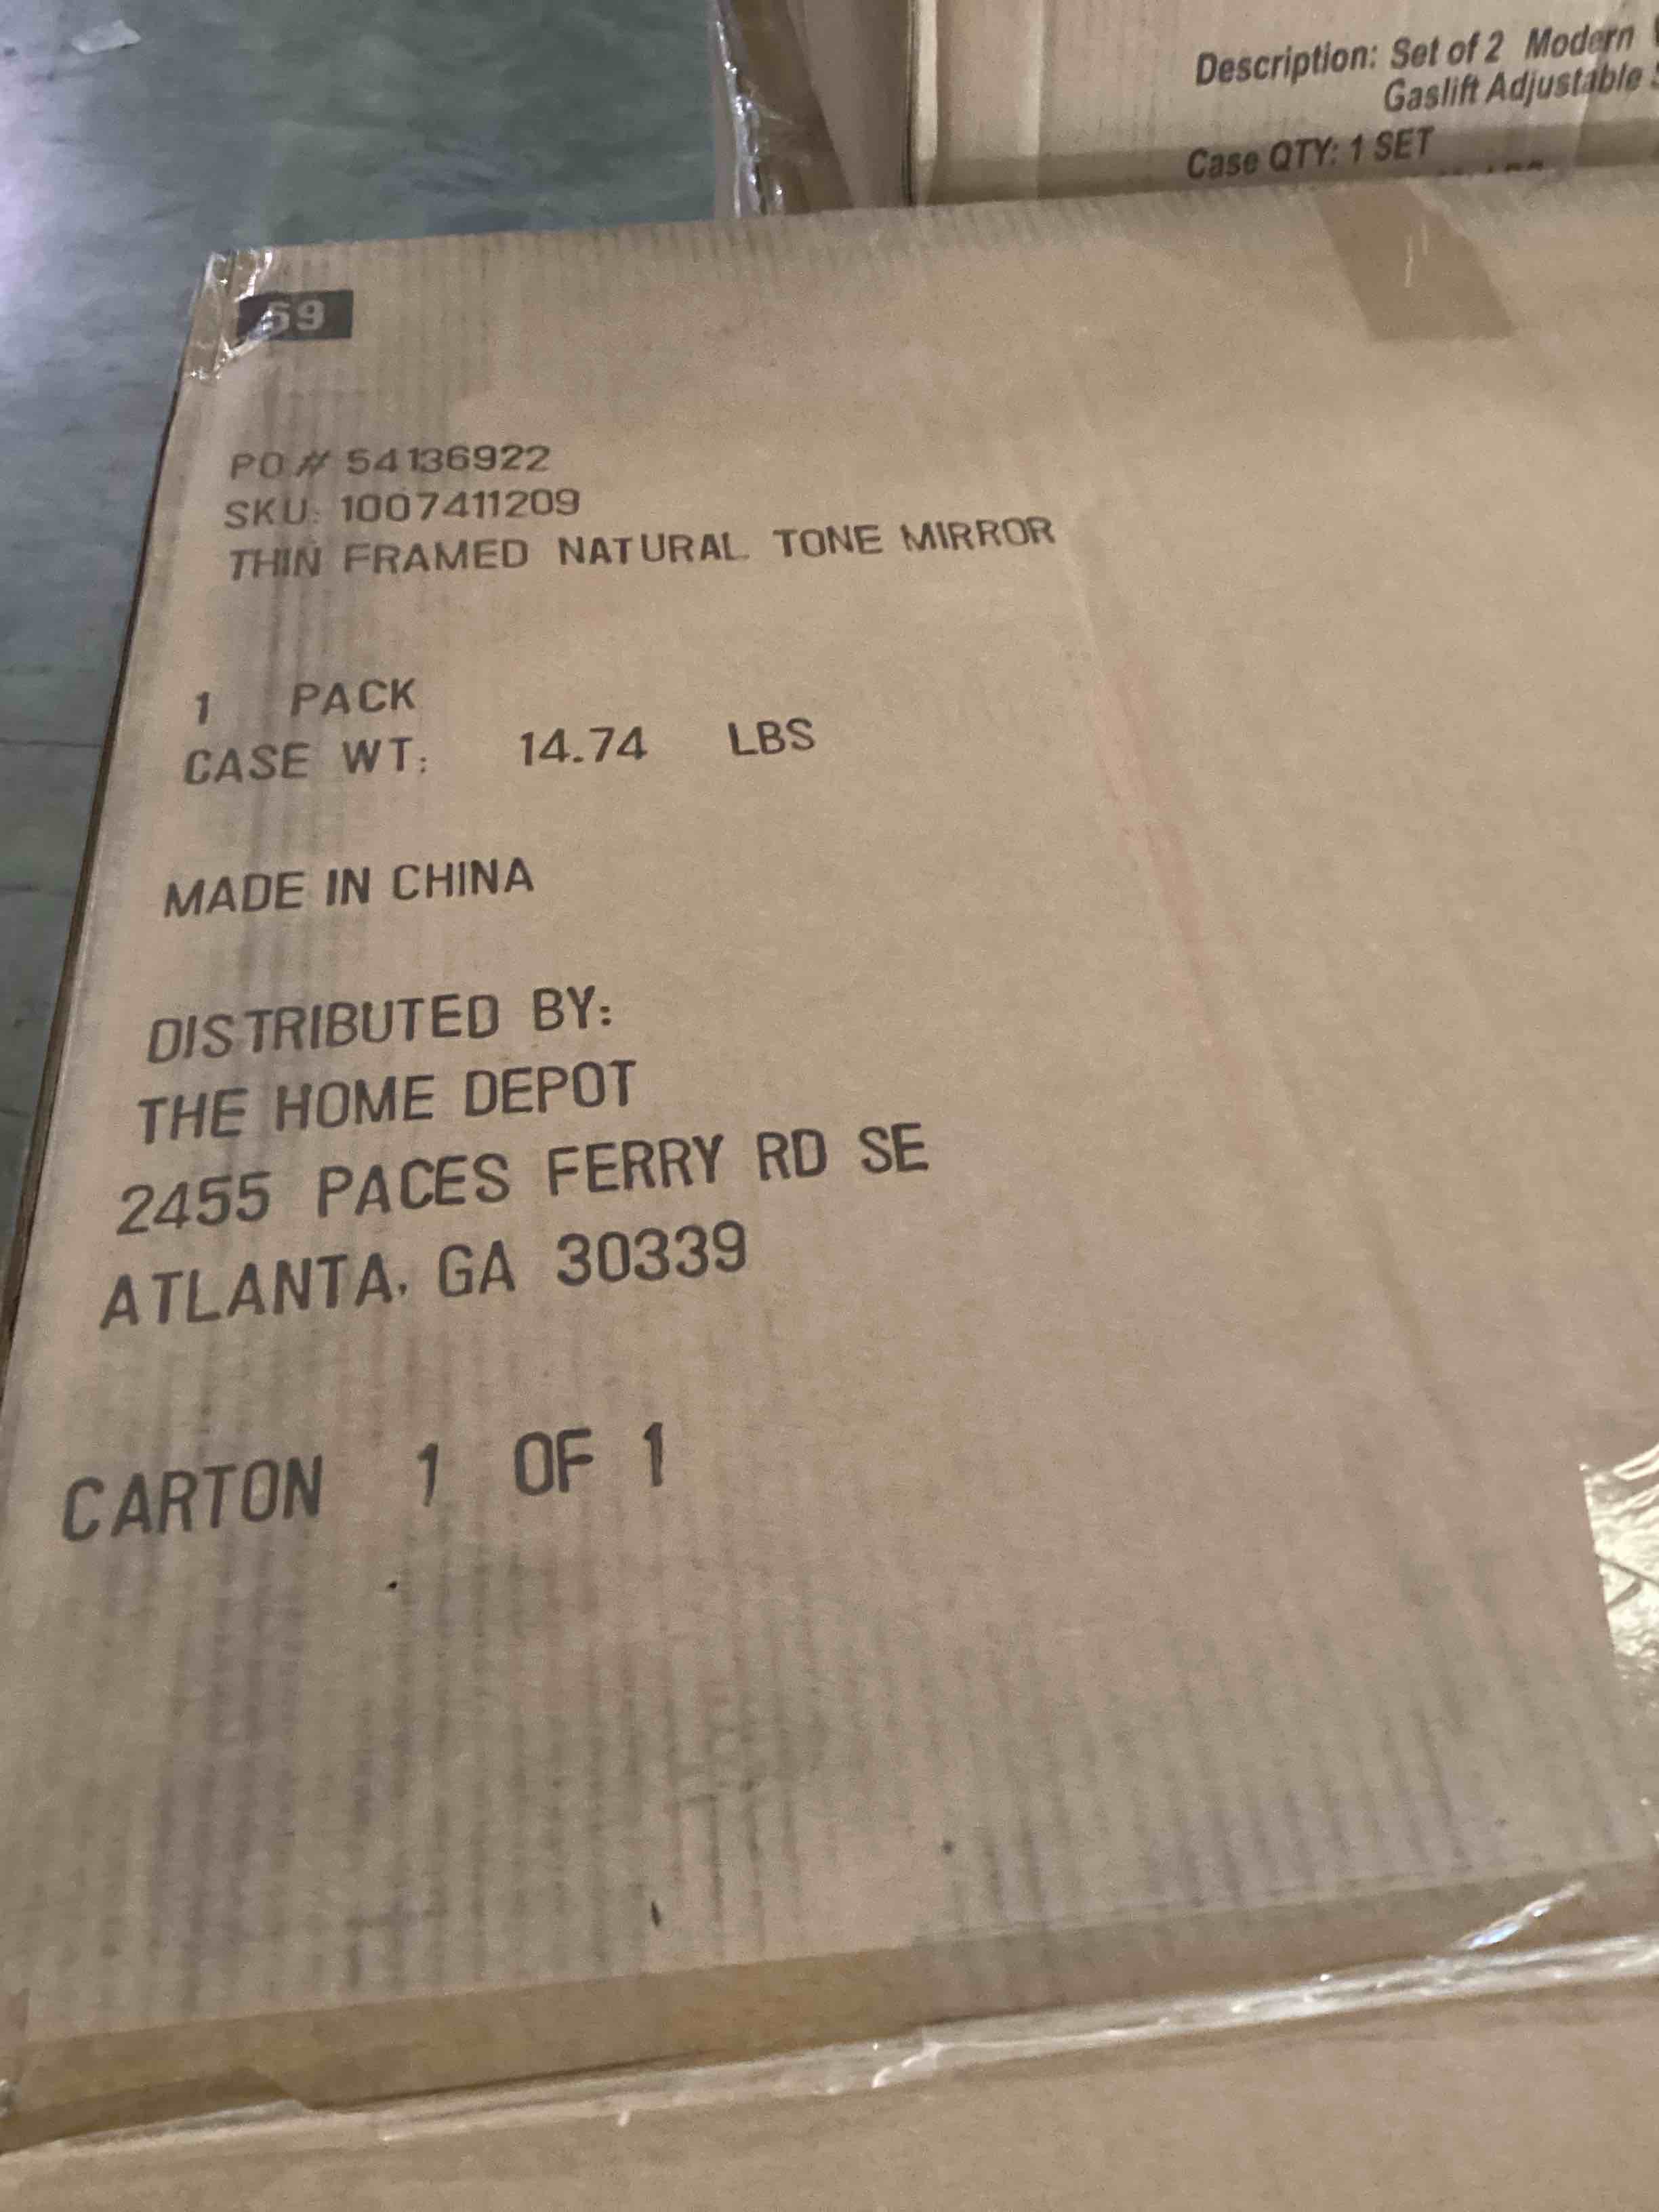 Description: Set of 2 Modern
Gaslift Adjustable
Case QTY: 1 SET
59
PO# 54136922
SKU: 1007411209
THIN FRAMED NATURAL TONE MIRROR
1 PACK
CASE WT: 14.74 LBS
MADE IN CHINA
DISTRIBUTED BY:
THE HOME DEPOT
2455 PACES FERRY RD SE
ATLANTA, GA 30339
CARTON 1 OF 1